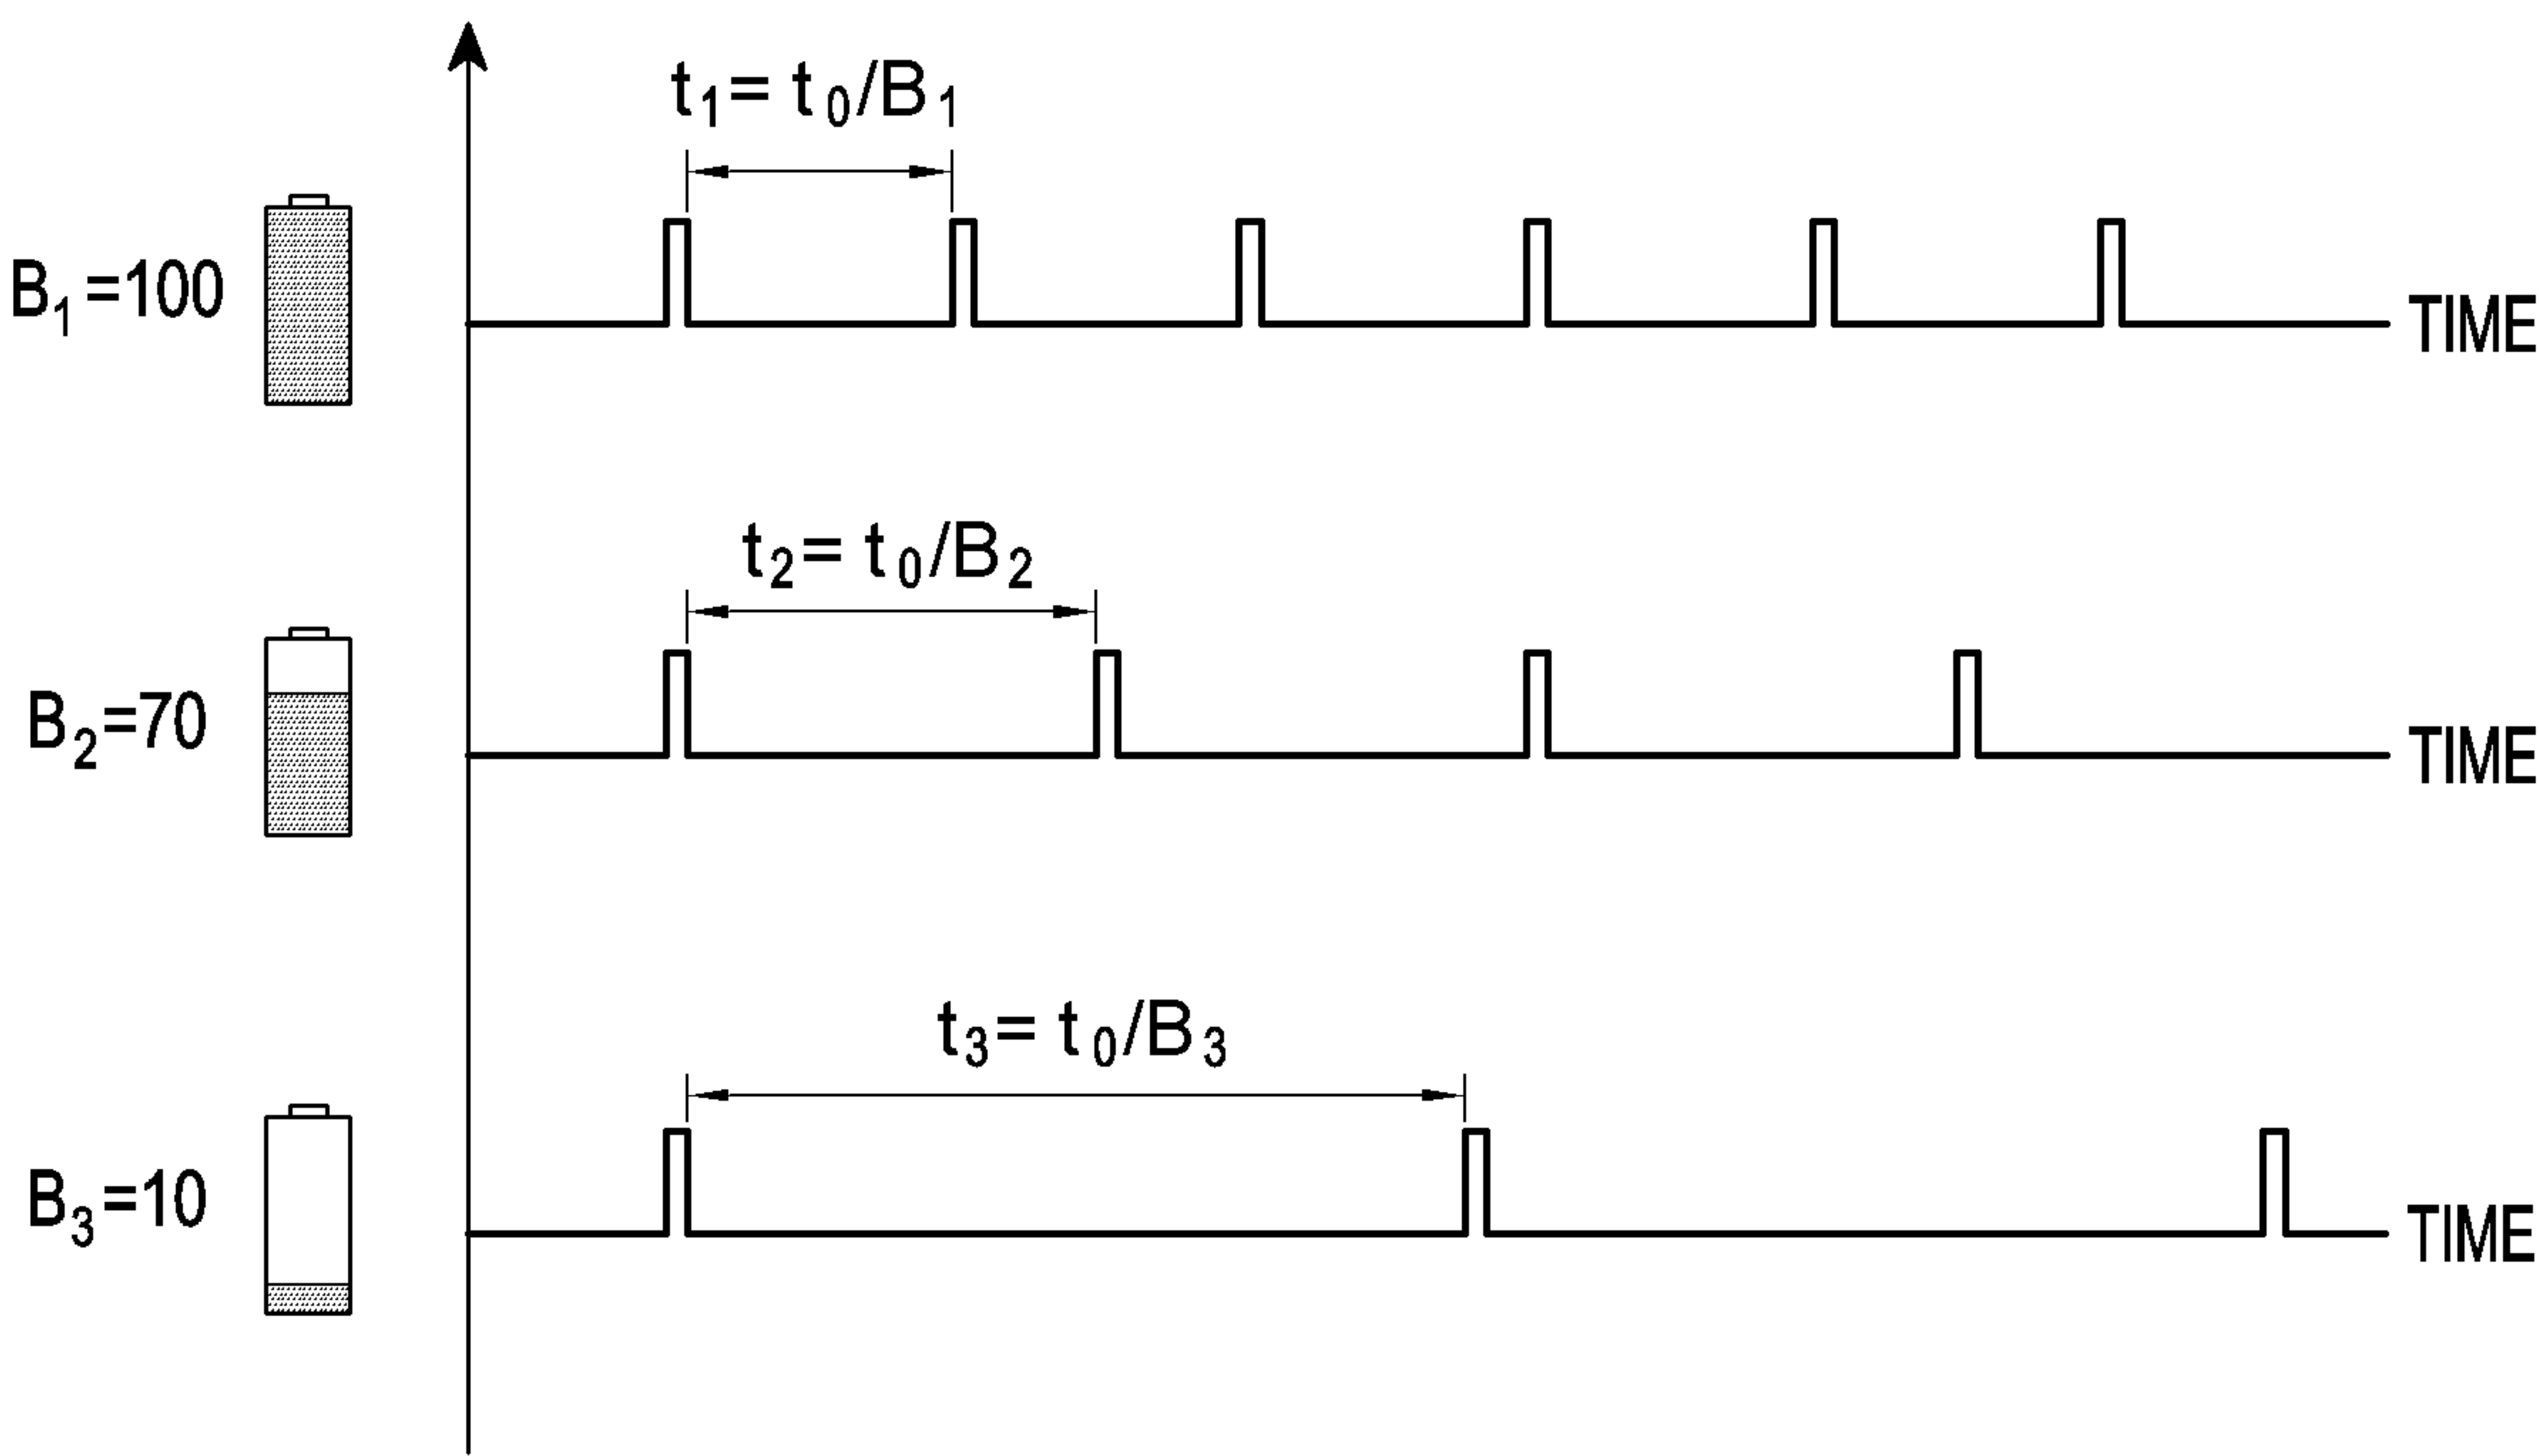 t₁= t₀/B₁
B₁=100
TIME
t₂= t₀/B₂
B₂=70
TIME
t₃= t₀/B₃
B₃=10
TIME